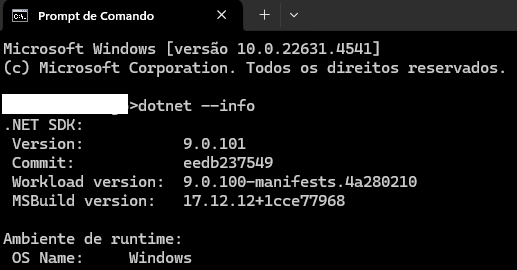 Prompt de Comando
Microsoft Windows [versão 10.0.22631.4541]
(c) Microsoft Corporation. Todos os direitos reservados.
>dotnet --info
.NET SDK:
Version: 9.0.101
Commit: eedb237549
Workload version: 9.0.100-manifests.4a280210
MSBuild version: 17.12.12+1cce77968
Ambiente de runtime:
OS Name: Windows